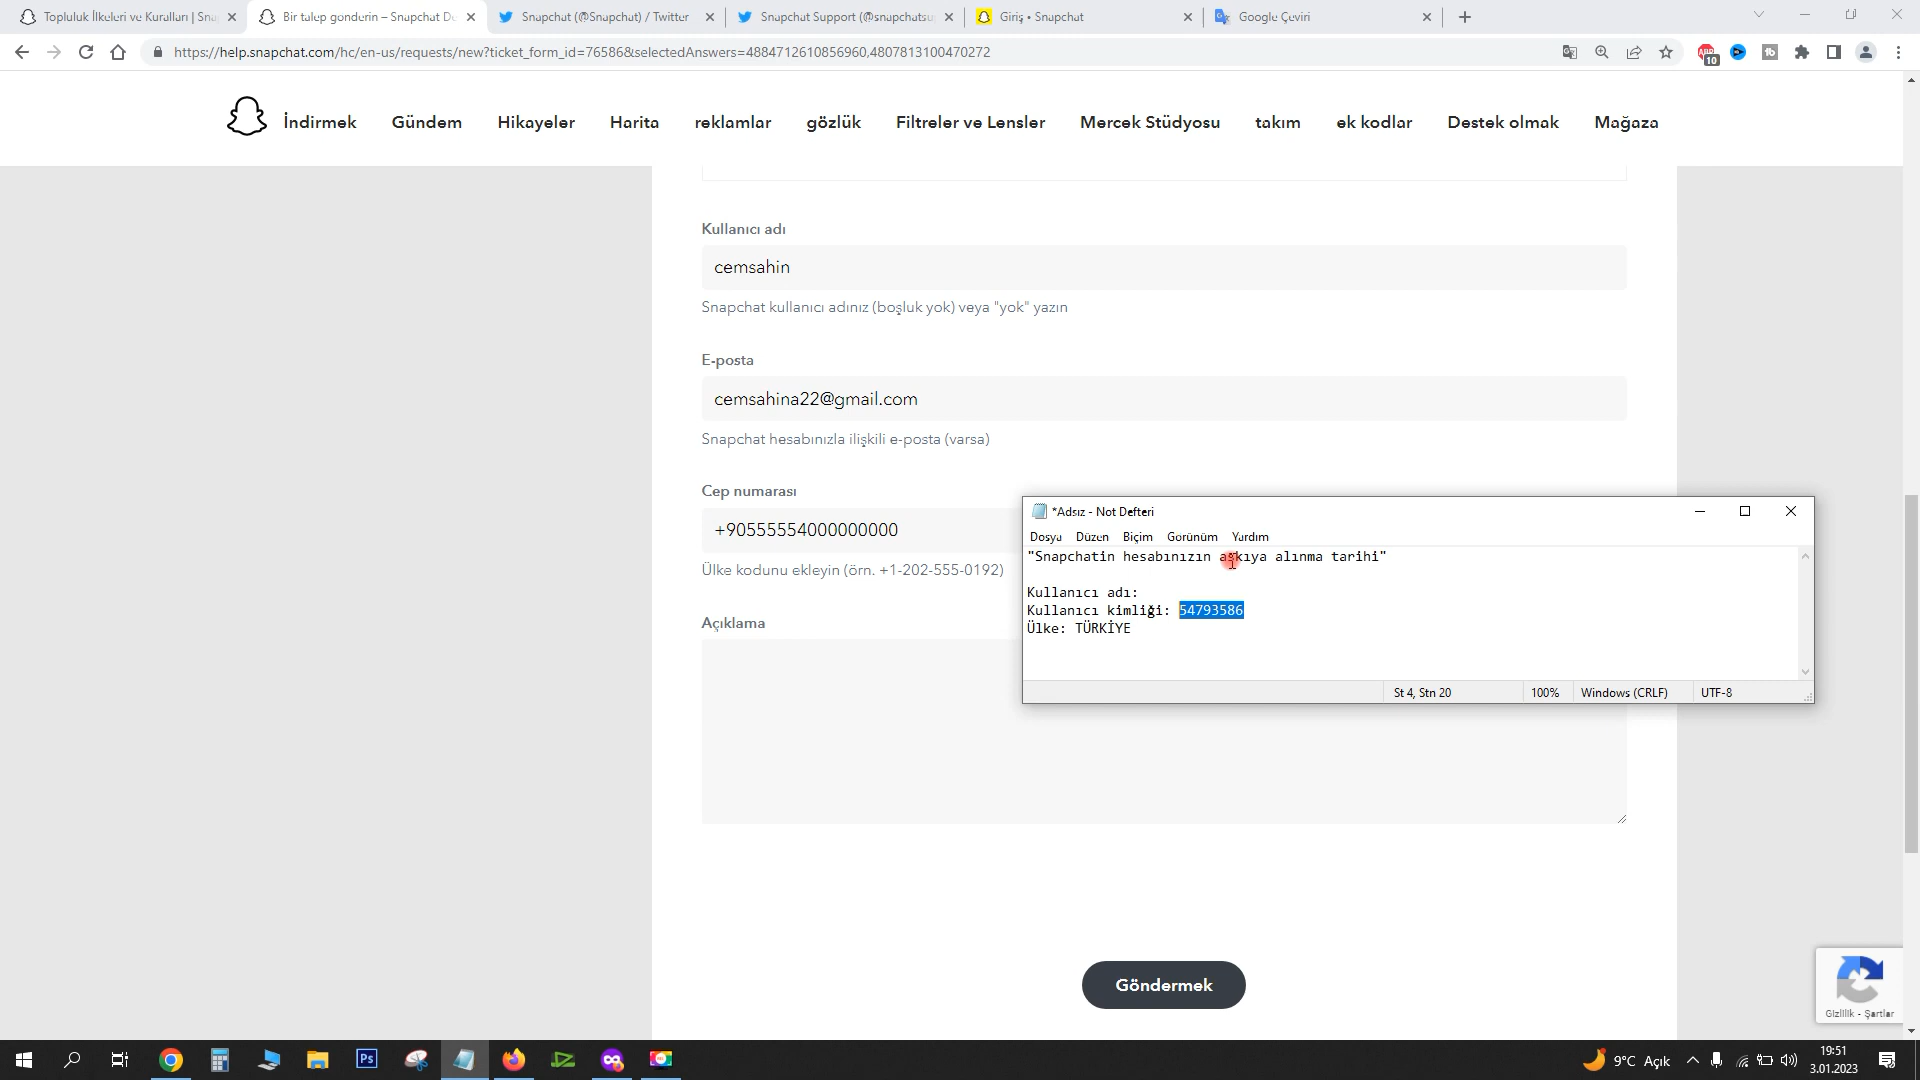 Topluluk İlkeleri ve Kuralları | Sna
Bir talep gönderin – Snapchat De
Snapchat (@Snapchat) / Twitter
Snapchat Support (@snapchatsu
Giriş • Snapchat
Google Çeviri
https://help.snapchat.com/hc/en-us/requests/new?ticket_form_id=76586&selectedAnswers=4884712610856960,4807813100470272
10
İndirmek
Gündem
Hikayeler
Harita
reklamlar
gözlük
Filtreler ve Lensler
Mercek Stüdyosu
takım
ek kodlar
Destek olmak
Mağaza
Kullanıcı adı
cemsahin
Snapchat kullanıcı adınız (boşluk yok) veya "yok" yazın
E-posta
cemsahina22@gmail.com
Snapchat hesabınızla ilişkili e-posta (varsa)
Cep numarası
+90555554000000000
Ülke kodunu ekleyin (örn. +1-202-555-0192)
Açıklama
*Adsız - Not Defteri
Dosya Düzen Biçim Görünüm Yardım
"Snapchatin hesabınızın askıya alınma tarihi"
Kullanıcı adı:
Kullanıcı kimliği: 54793586
Ülke: TÜRKİYE
St 4, Stn 20
100%
Windows (CRLF)
UTF-8
Göndermek
Gizlilik - Şartlar
Ps
9°C Açık
19:51
3.01.2023